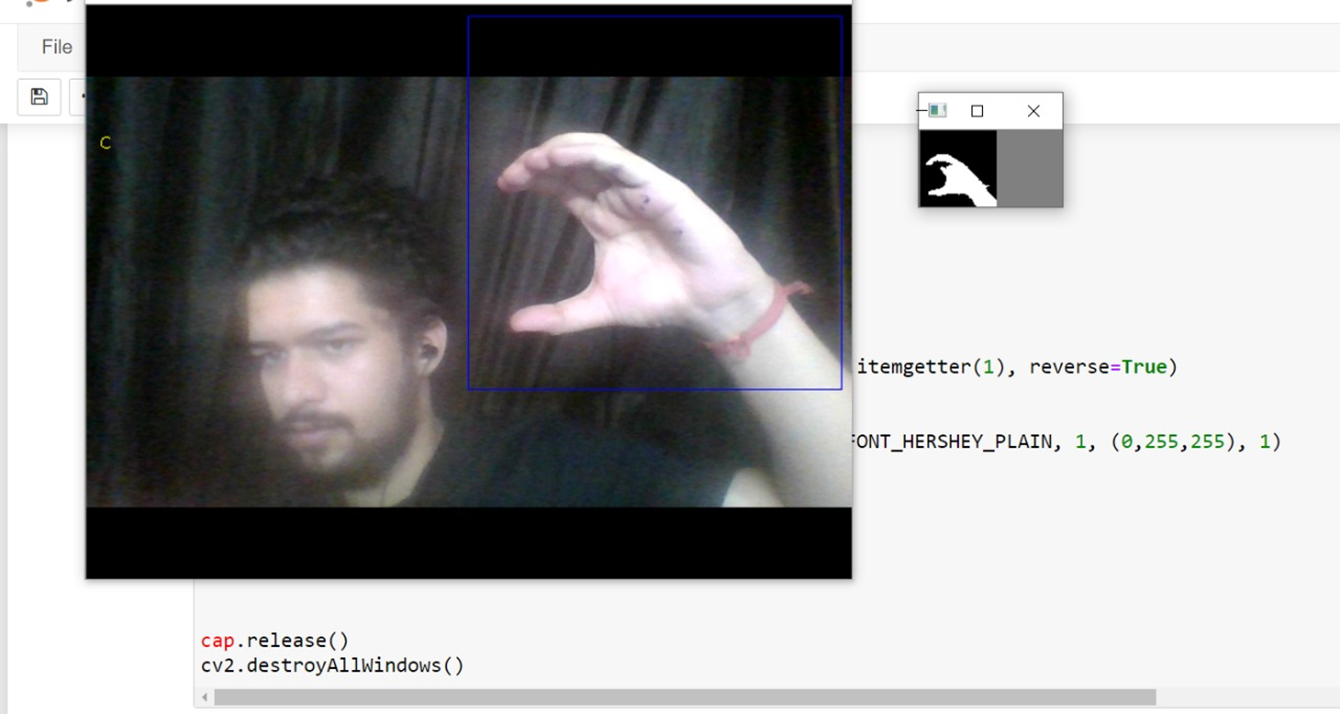 File
C
itemgetter(1), reverse=True)
FONT_HERSHEY_PLAIN, 1, (0,255,255), 1)
cap.release()
cv2.destroyAllWindows()